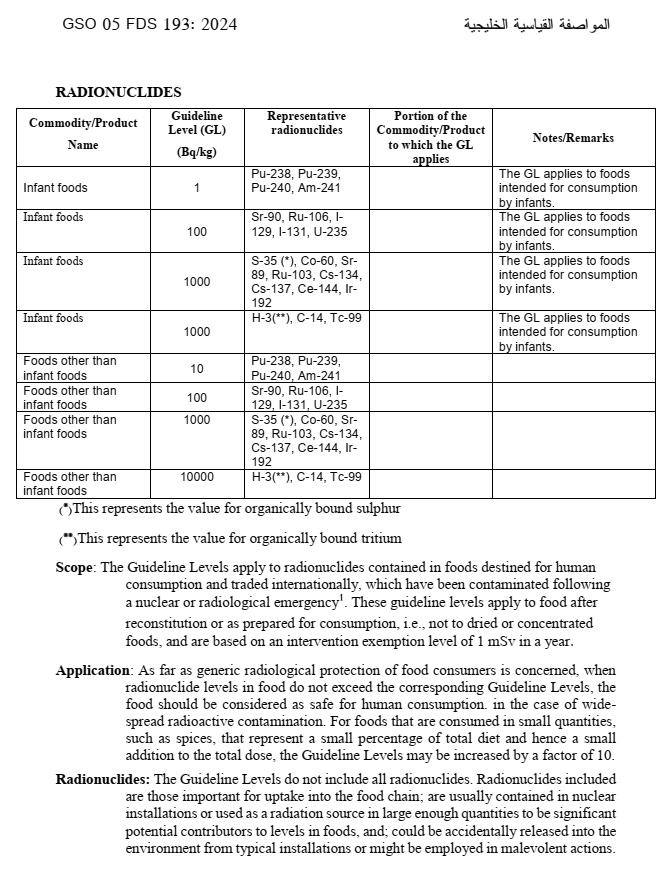 GSO 05 FDS 193: 2024
المواصفة القياسية الخليجية
RADIONUCLIDES
Commodity/Product
Name
Guideline
Level (GL)
(Bq/kg)
Representative
radionuclides
Portion of the
Commodity/Product
to which the GL
applies
Notes/Remarks
Infant foods
1
Pu-238, Pu-239,
Pu-240, Am-241
The GL applies to foods
intended for consumption
by infants.
Infant foods
100
Sr-90, Ru-106, I-
129, I-131, U-235
The GL applies to foods
intended for consumption
by infants.
Infant foods
1000
S-35 (*), Co-60, Sr-
89, Ru-103, Cs-134,
Cs-137, Ce-144, Ir-
192
The GL applies to foods
intended for consumption
by infants.
Infant foods
1000
H-3(**), C-14, Tc-99
The GL applies to foods
intended for consumption
by infants.
Foods other than
infant foods
10
Pu-238, Pu-239,
Pu-240, Am-241
Foods other than
infant foods
100
Sr-90, Ru-106, I-
129, I-131, U-235
Foods other than
infant foods
1000
S-35 (*), Co-60, Sr-
89, Ru-103, Cs-134,
Cs-137, Ce-144, Ir-
192
Foods other than
infant foods
10000
H-3(**), C-14, Tc-99
(*)This represents the value for organically bound sulphur
(**)This represents the value for organically bound tritium
Scope: The Guideline Levels apply to radionuclides contained in foods destined for human
consumption and traded internationally, which have been contaminated following
a nuclear or radiological emergency1. These guideline levels apply to food after
reconstitution or as prepared for consumption, i.e., not to dried or concentrated
foods, and are based on an intervention exemption level of 1 mSv in a year.
Application: As far as generic radiological protection of food consumers is concerned, when
radionuclide levels in food do not exceed the corresponding Guideline Levels, the
food should be considered as safe for human consumption. in the case of wide-
spread radioactive contamination. For foods that are consumed in small quantities,
such as spices, that represent a small percentage of total diet and hence a small
addition to the total dose, the Guideline Levels may be increased by a factor of 10.
Radionuclides: The Guideline Levels do not include all radionuclides. Radionuclides included
are those important for uptake into the food chain; are usually contained in nuclear
installations or used as a radiation source in large enough quantities to be significant
potential contributors to levels in foods, and; could be accidentally released into the
environment from typical installations or might be employed in malevolent actions.